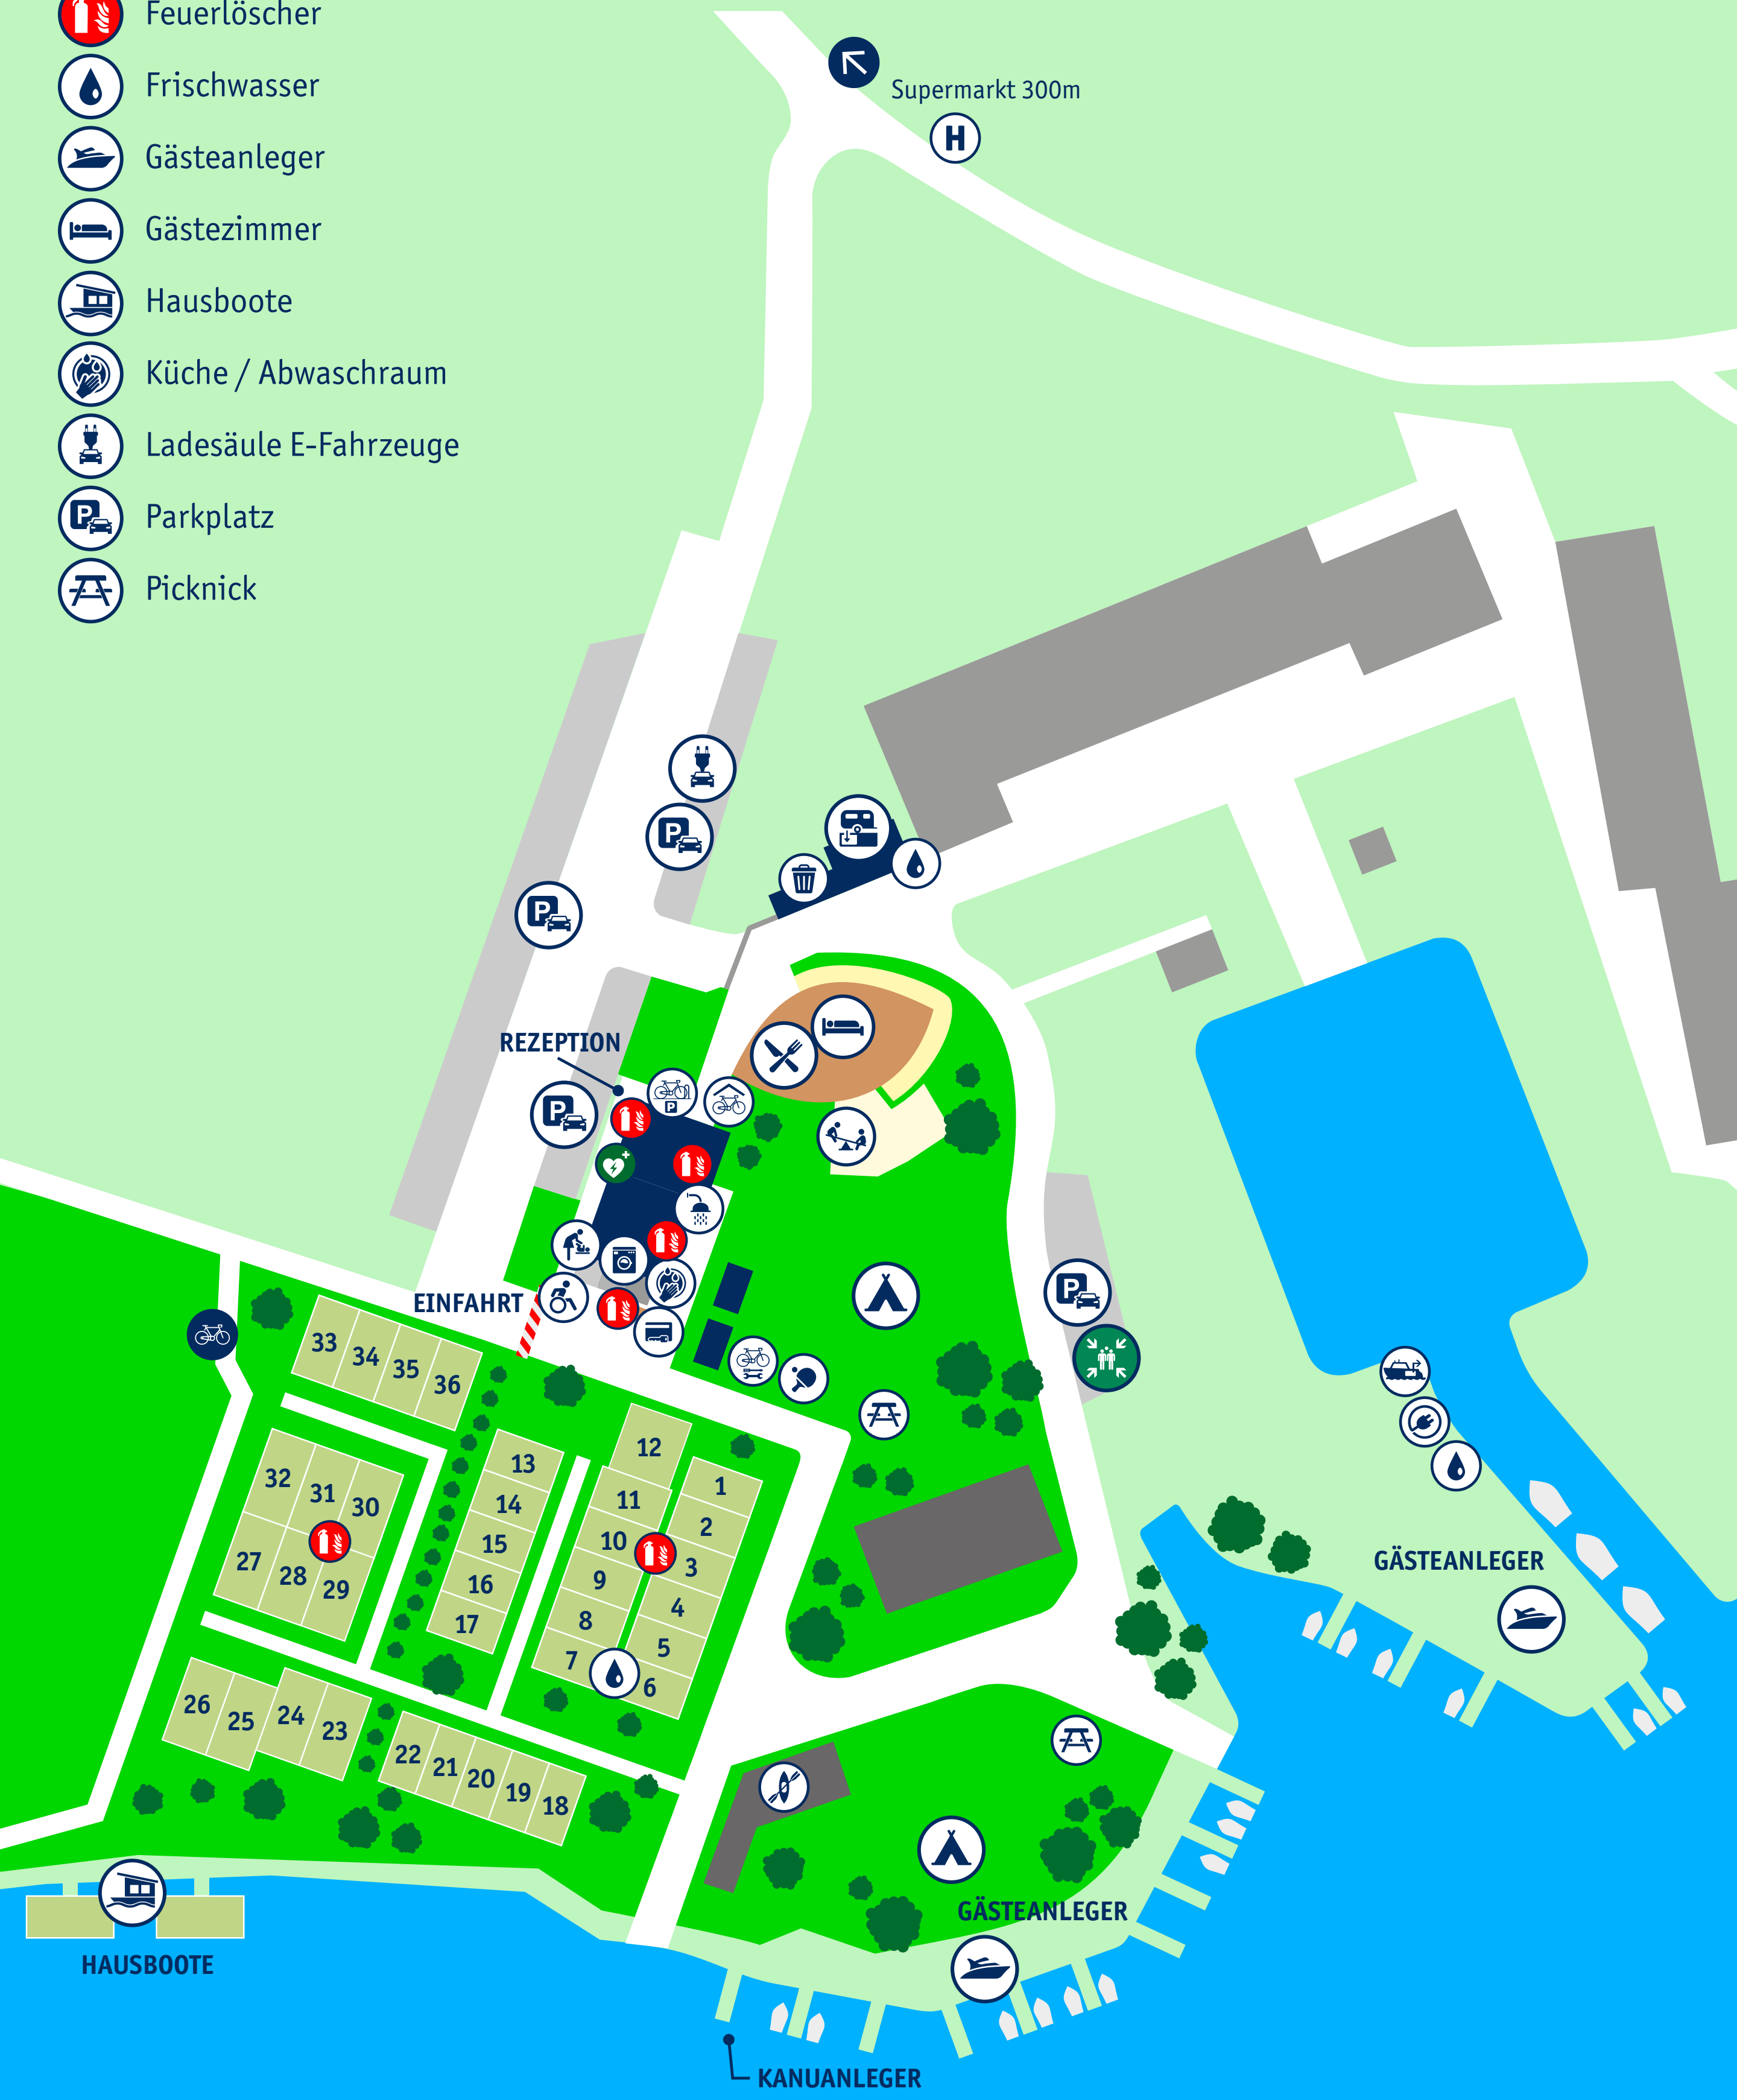 Feuerlöscher
Frischwasser
Gästeanleger
Gästezimmer
Hausboote
Küche / Abwaschraum
Ladesäule E-Fahrzeuge
P
Parkplatz
Picknick
Supermarkt 300m
H
P
P
REZEPTION
P
P
EINFAHRT
P
33
34
35
36
12
13
1
32
31
30
11
14
2
10
15
3
27
28
29
9
16
4
8
17
5
7
6
26
25
24
23
22
21
20
19
18
GÄSTEANLEGER
GÄSTEANLEGER
HAUSBOOTE
KANUANLEGER